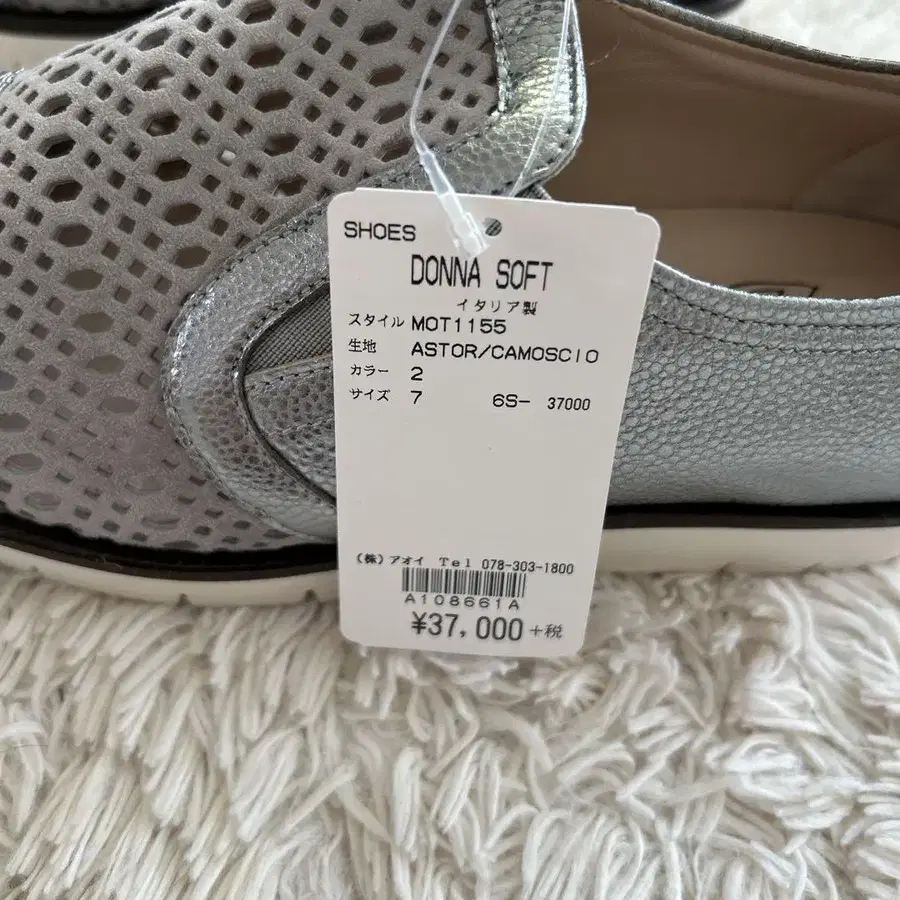 SHOES
DONNA SOFT
イタリア製
スタイル MOT1155
生地 ASTOR/CAMOSCIO
カラー 2
サイズ 7 6S- 37000
(株)アオイ Tel 078-303-1800
A108661A
¥37,000 +税